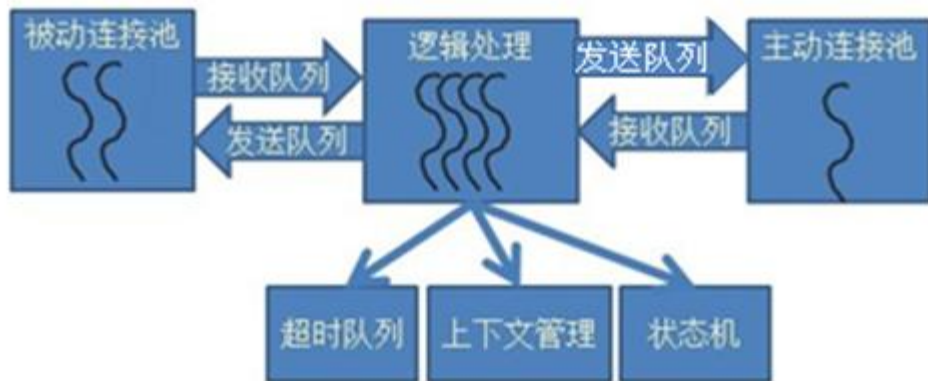 被动连接池
逻辑处理
主动连接池
接收队列
发送队列
发送队列
接收队列
超时队列
上下文管理
状态机